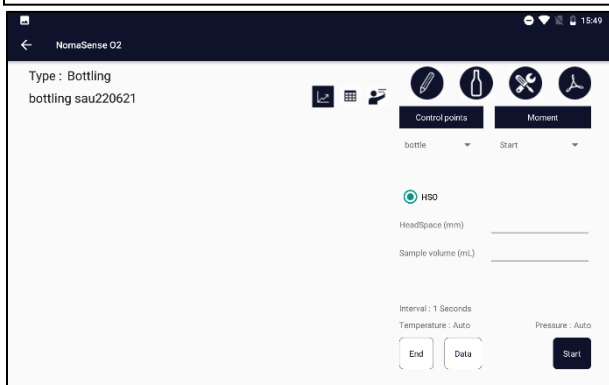 15:49
NomaSense O2
Type : Bottling
bottling sau220621
Control points
Moment
bottle
Start
HS0
HeadSpace (mm)
Sample volume (mL)
Interval : 1 Seconds
Temperature : Auto
Pressure : Auto
End
Data
Start